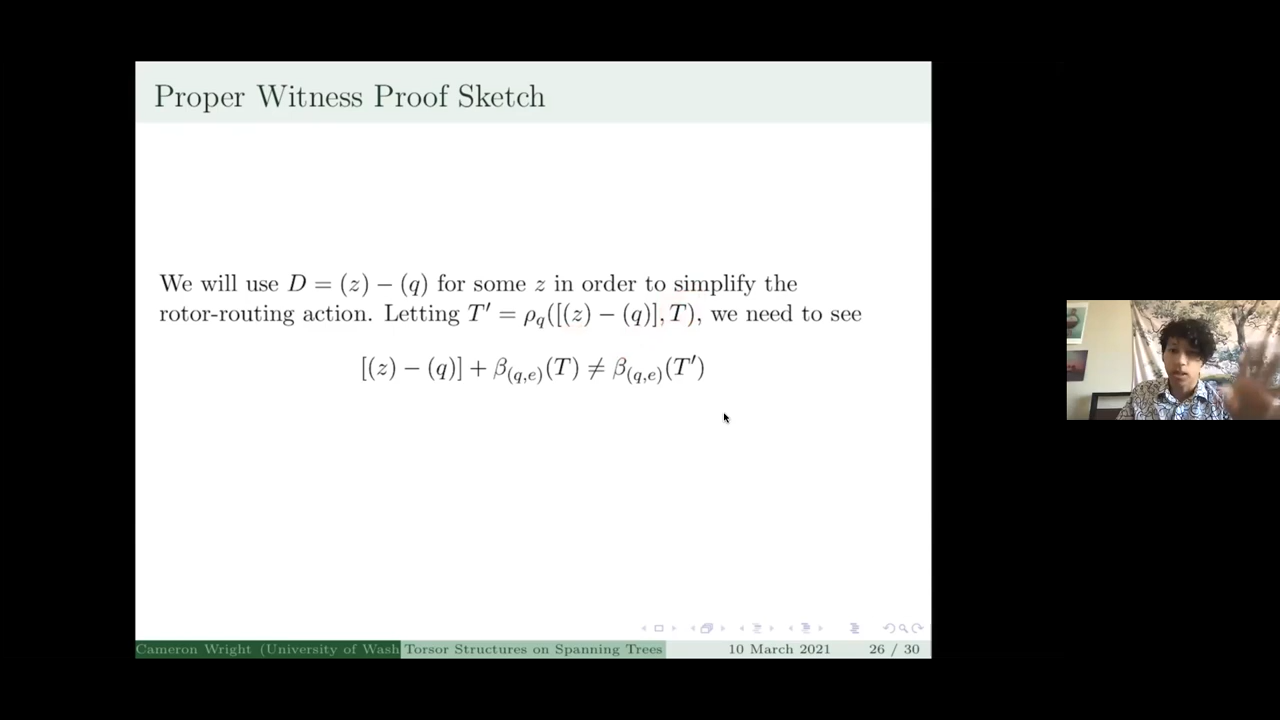 Proper Witness Proof Sketch
We will use D = (z) − (q) for some z in order to simplify the
rotor-routing action. Letting T′ = ρ_q([(z) − (q)], T), we need to see
[(z) − (q)] + β_(q,e)(T) ≠ β_(q,e)(T′)
Cameron Wright (University of Wash Torsor Structures on Spanning Trees 10 March 2021 26 / 30